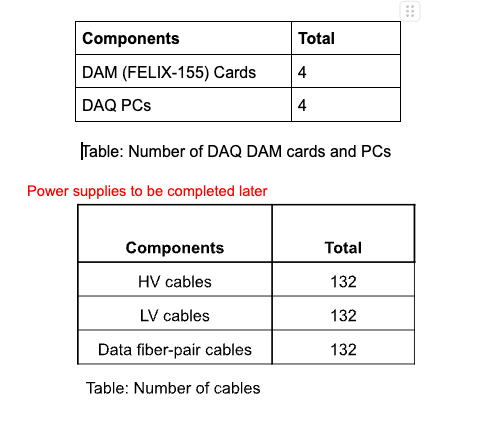 Components Total
DAM (FELIX-155) Cards 4
DAQ PCs 4
Table: Number of DAQ DAM cards and PCs
Power supplies to be completed later
Components Total
HV cables 132
LV cables 132
Data fiber-pair cables 132
Table: Number of cables